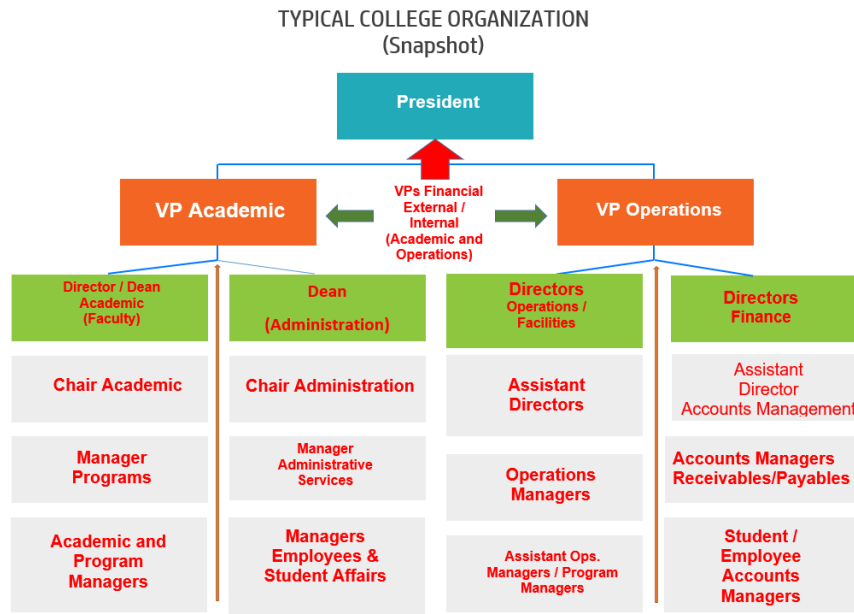 TYPICAL COLLEGE ORGANIZATION
(Snapshot)
President
VP Academic
VPs Financial
External /
Internal
(Academic and
Operations)
VP Operations
Director / Dean
Academic
(Faculty)
Dean
(Administration)
Directors
Operations /
Facilities
Directors
Finance
Chair Academic
Chair Administration
Assistant
Directors
Assistant
Director
Accounts Management
Manager
Programs
Manager
Administrative
Services
Operations
Managers
Accounts Managers
Receivables/Payables
Academic and
Program
Managers
Managers
Employees &
Student Affairs
Assistant Ops.
Managers / Program
Managers
Student /
Employee
Accounts
Managers